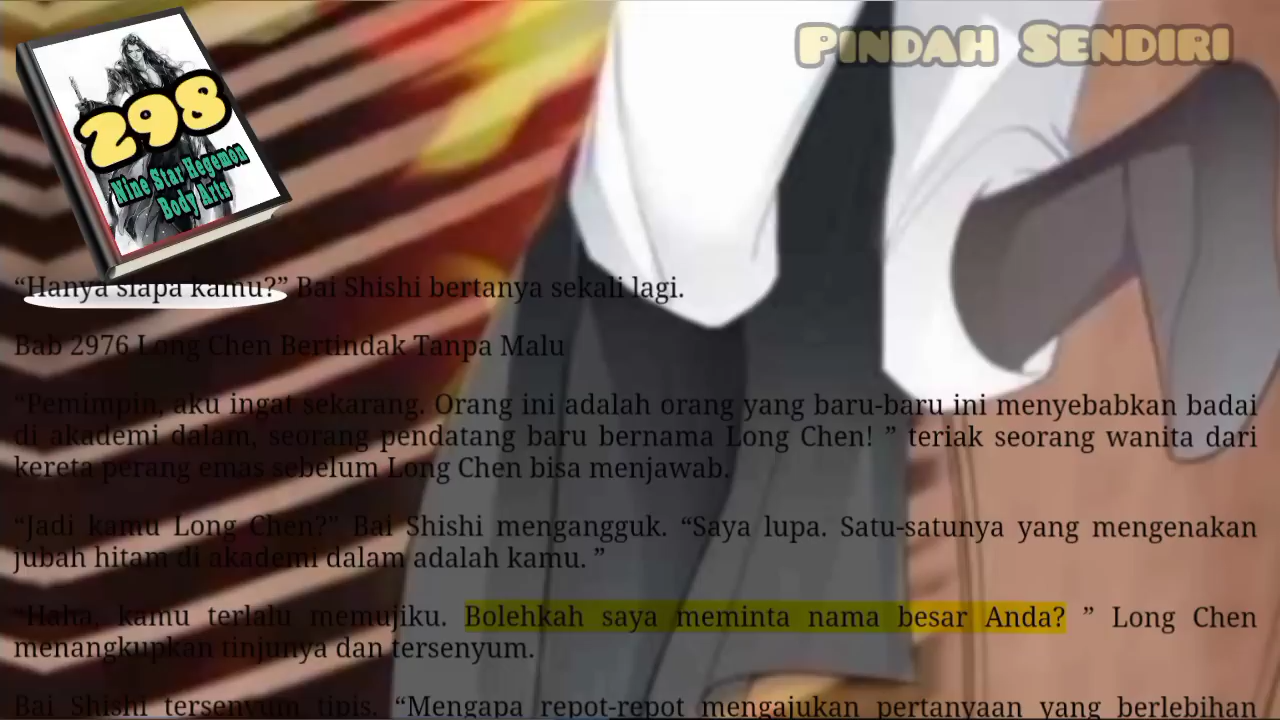 PINDAH SENDIRI
298
Nine Star Hegemon
Body Arts
“Hanya siapa kamu?” Bai Shishi bertanya sekali lagi.
Bab 2976 Long Chen Bertindak Tanpa Malu
“Pemimpin, aku ingat sekarang. Orang ini adalah orang yang baru-baru ini menyebabkan badai
di akademi dalam, seorang pendatang baru bernama Long Chen! ” teriak seorang wanita dari
kereta perang emas sebelum Long Chen bisa menjawab.
“Jadi kamu Long Chen?” Bai Shishi mengangguk. “Saya lupa. Satu-satunya yang mengenakan
jubah hitam di akademi dalam adalah kamu. ”
“Haha, kamu terlalu memujiku. Bolehkah saya meminta nama besar Anda? ” Long Chen
menangkupkan tinjunya dan tersenyum.
Bai Shishi tersenyum tipis. “Mengapa repot-repot mengajukan pertanyaan yang berlebihan